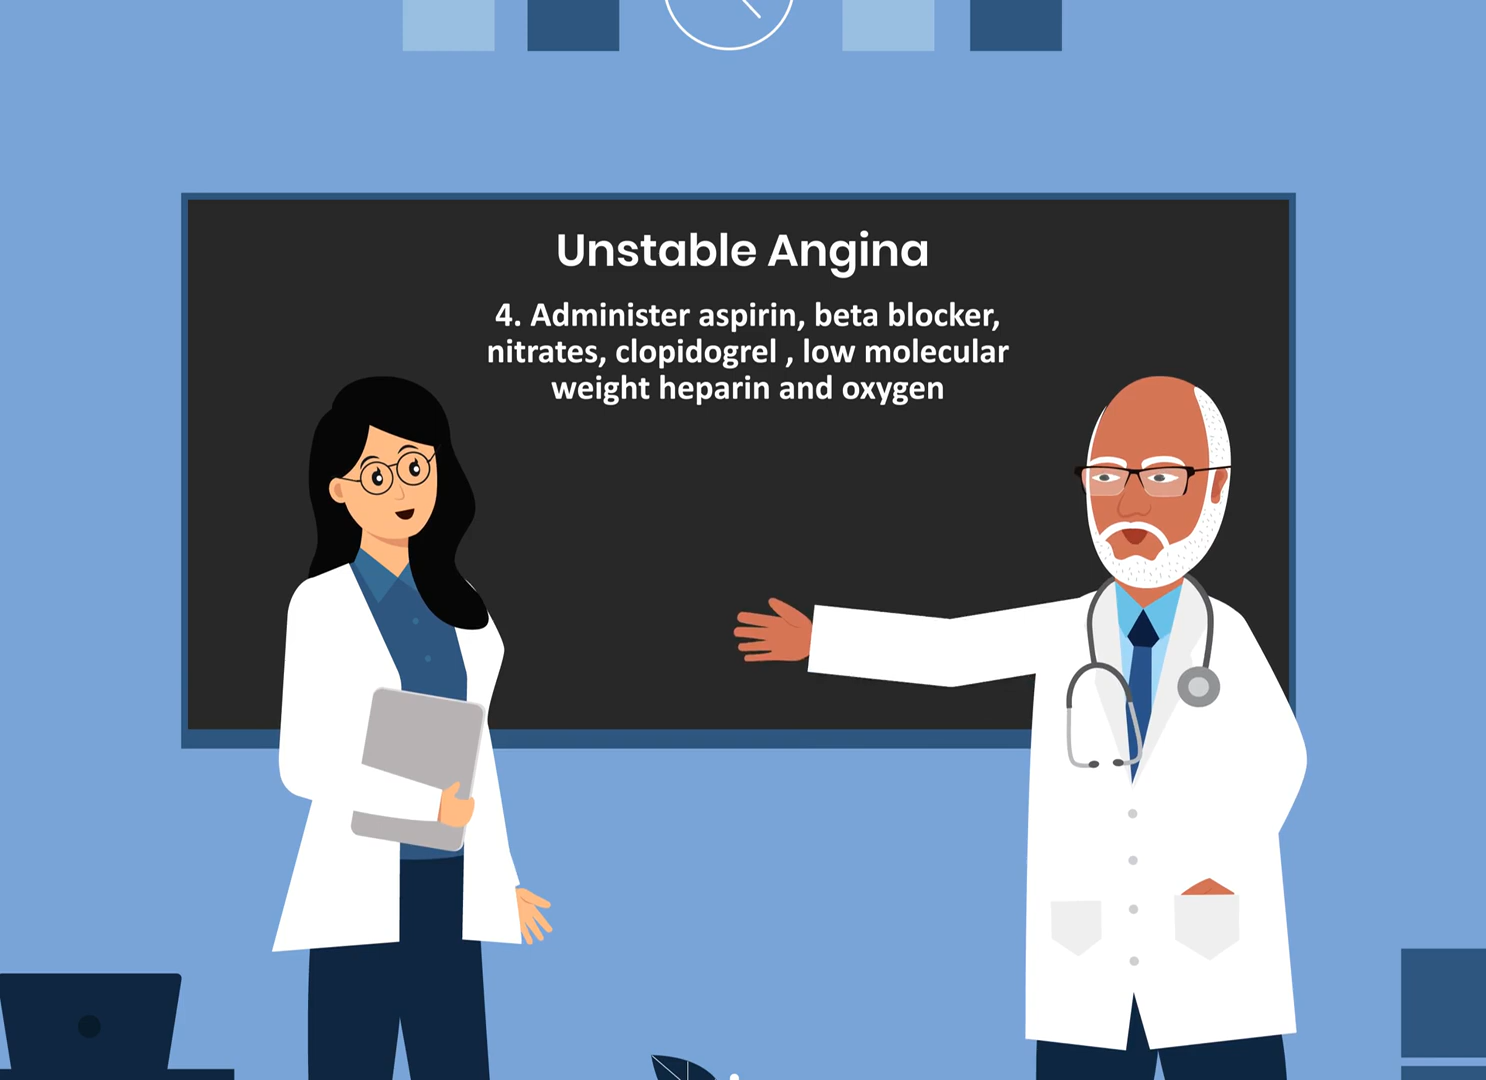 Unstable Angina
4. Administer aspirin, beta blocker,
nitrates, clopidogrel , low molecular
weight heparin and oxygen